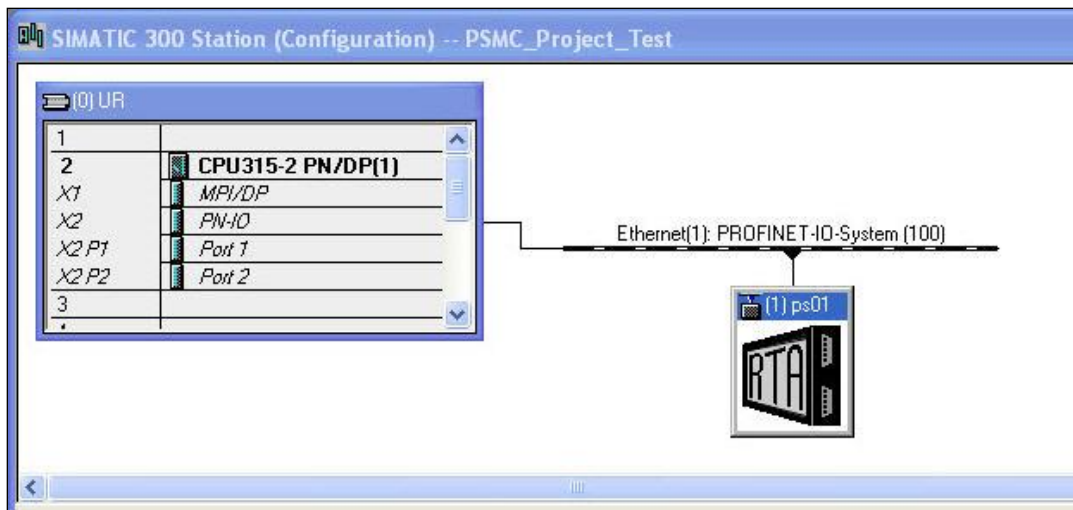 SIMATIC 300 Station (Configuration) -- PSMC_Project_Test
(0) UR
1
2 CPU315-2 PN/DP(1)
X1 MPI/DP
X2 PN-IO
X2 P1 Port 1
X2 P2 Port 2
3
Ethernet(1): PROFINET-IO-System (100)
(1) ps01
RTA